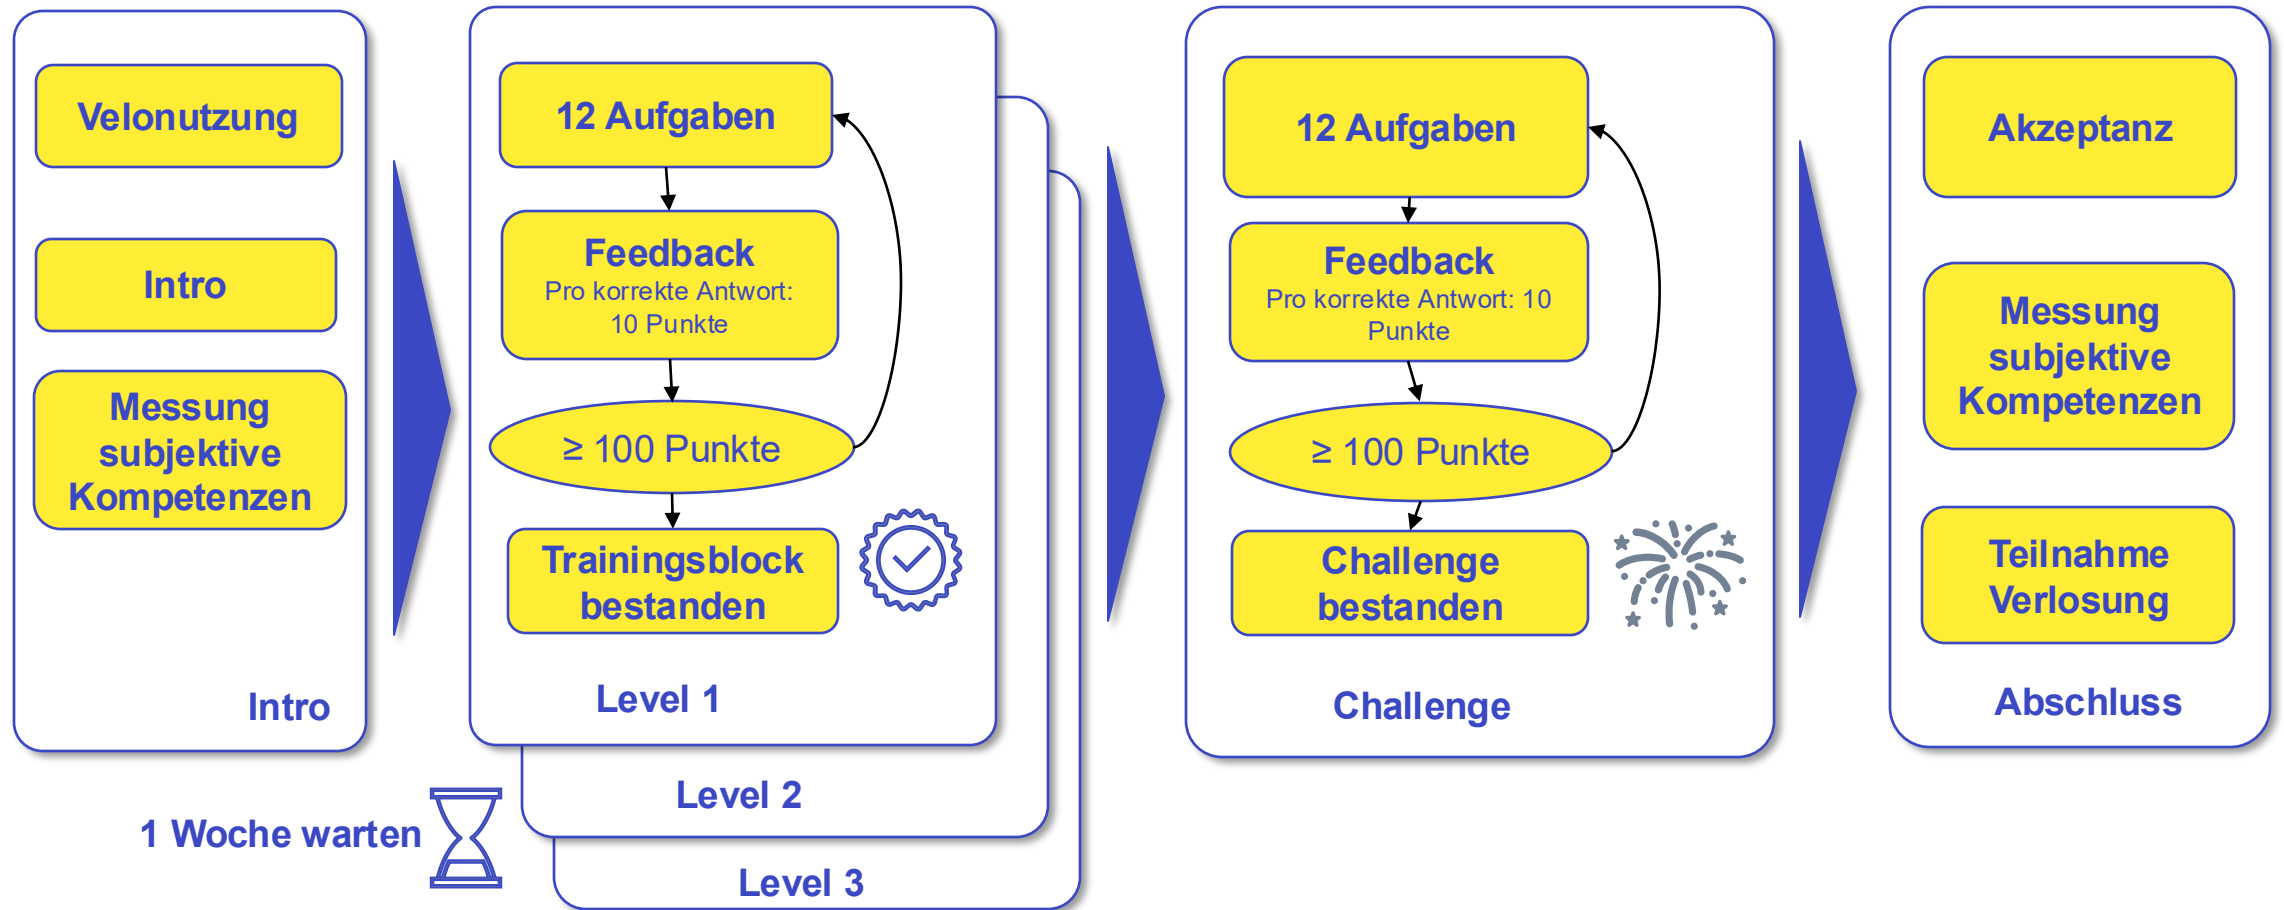 Velonutzung
Intro
Messung
subjektive
Kompetenzen
Intro
12 Aufgaben
Feedback
Pro korrekte Antwort:
10 Punkte
≥ 100 Punkte
Trainingsblock
bestanden
Level 1
Level 2
Level 3
1 Woche warten
12 Aufgaben
Feedback
Pro korrekte Antwort: 10
Punkte
≥ 100 Punkte
Challenge
bestanden
Challenge
Akzeptanz
Messung
subjektive
Kompetenzen
Teilnahme
Verlosung
Abschluss